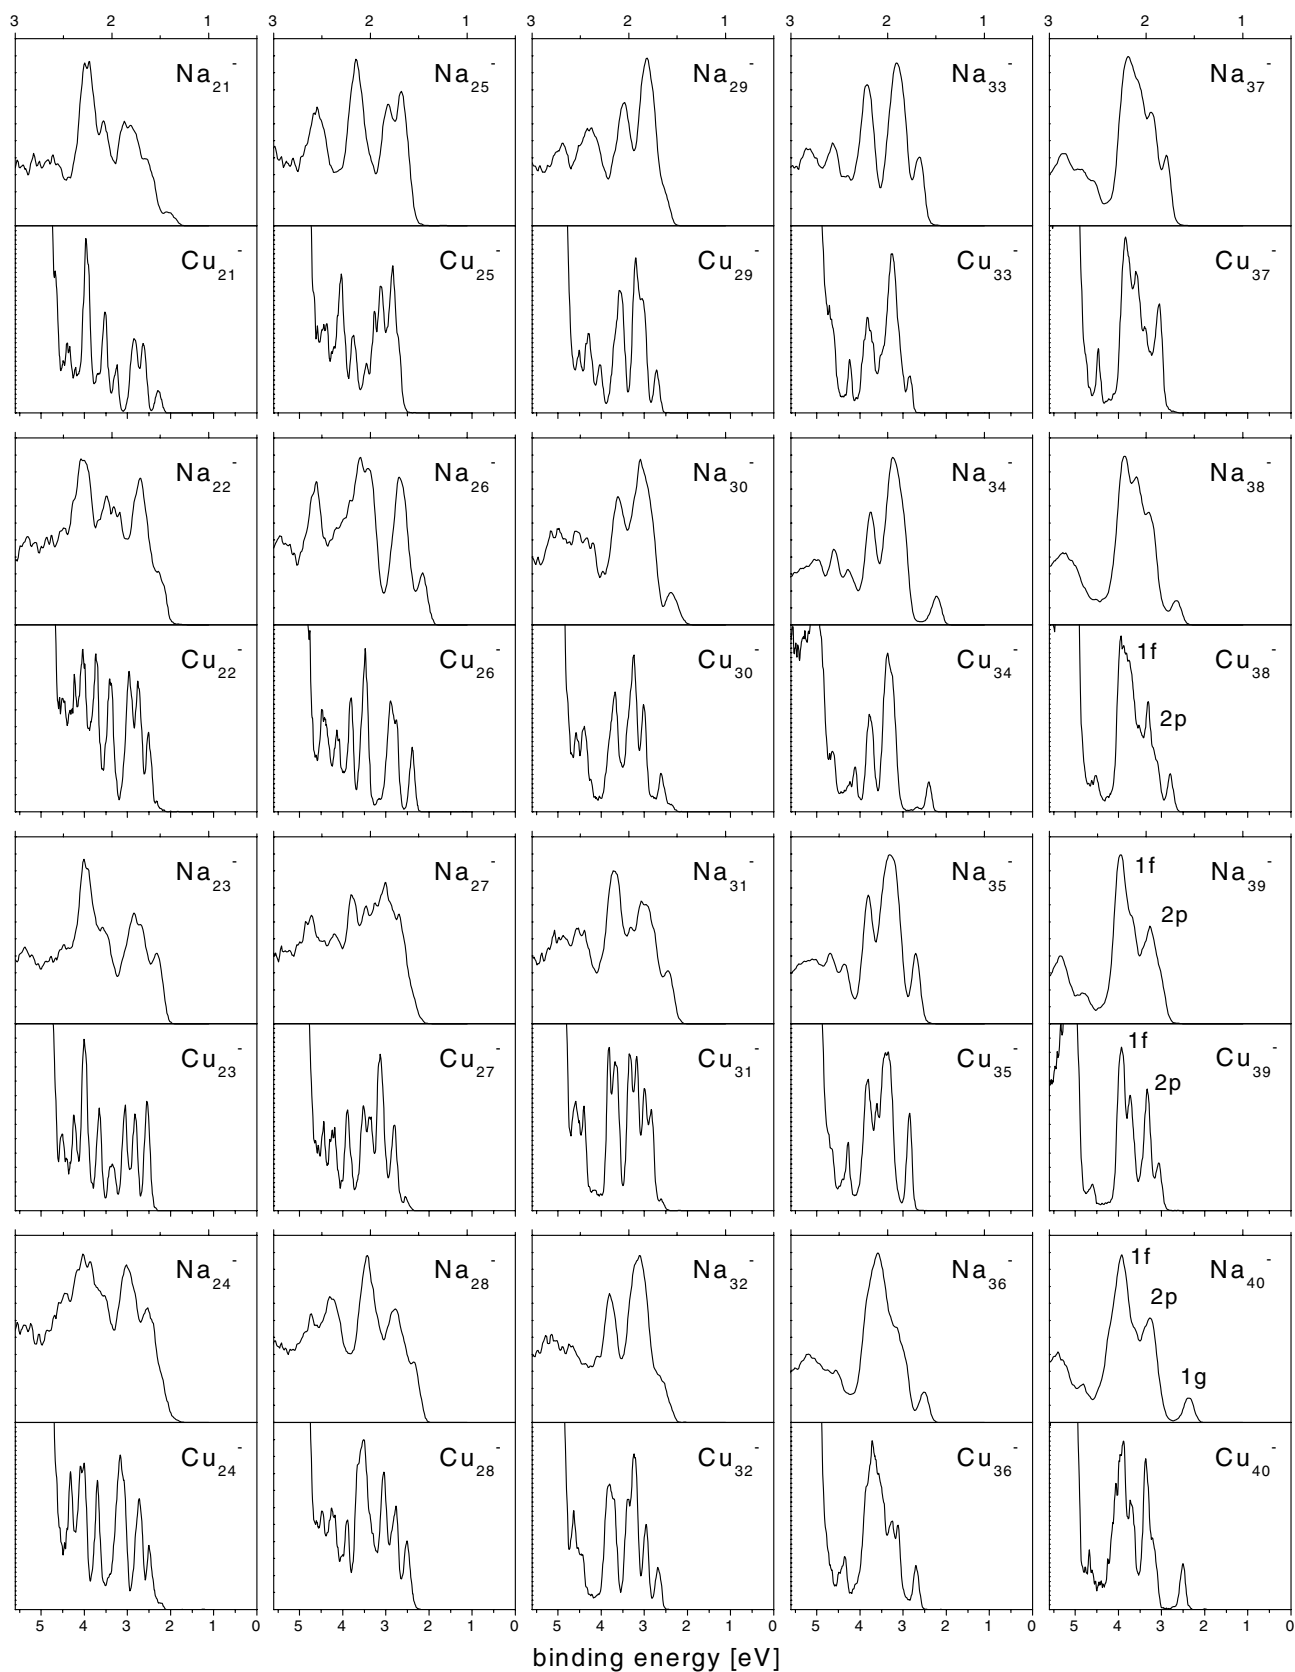 3 2 1 3 2 1 3 2 1 3 2 1 3 2 1
Na21- Na25- Na29- Na33- Na37-
Cu21- Cu25- Cu29- Cu33- Cu37-
Na22- Na26- Na30- Na34- Na38-
Cu22- Cu26- Cu30- Cu34- 1f Cu38-
2p
Na23- Na27- Na31- Na35- 1f Na39-
2p
Cu23- Cu27- Cu31- Cu35- 1f Cu39-
2p
Na24- Na28- Na32- Na36- 1f Na40-
2p
1g
Cu24- Cu28- Cu32- Cu36- Cu40-
5 4 3 2 1 0 5 4 3 2 1 0 5 4 3 2 1 0 5 4 3 2 1 0 5 4 3 2 1 0
binding energy [eV]